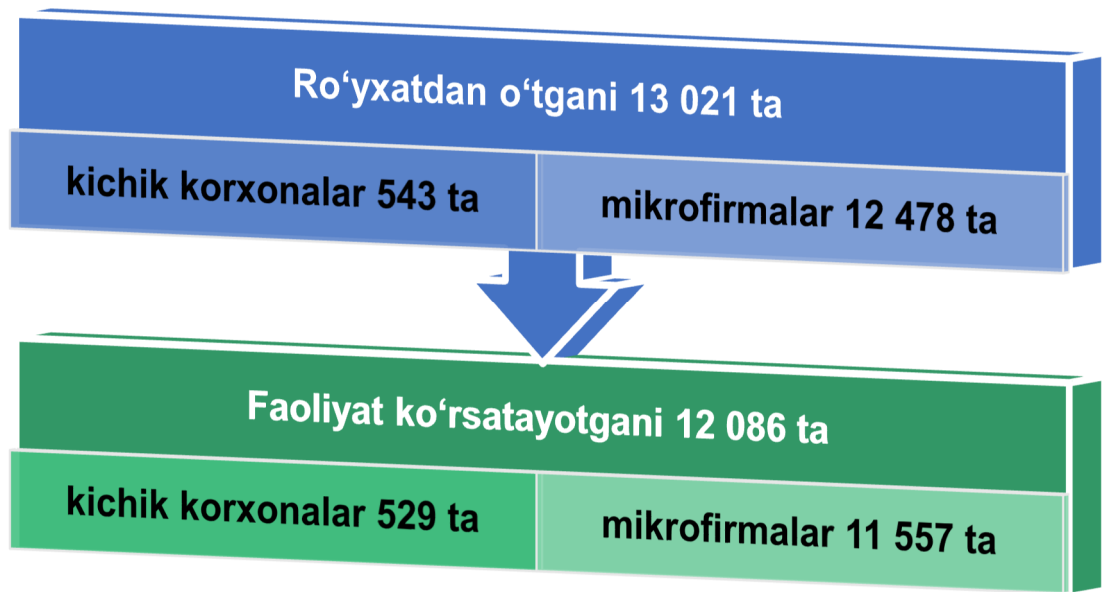 Ro‘yxatdan o‘tgani 13 021 ta
kichik korxonalar 543 ta
mikrofirmalar 12 478 ta
Faoliyat ko‘rsatayotgani 12 086 ta
kichik korxonalar 529 ta
mikrofirmalar 11 557 ta